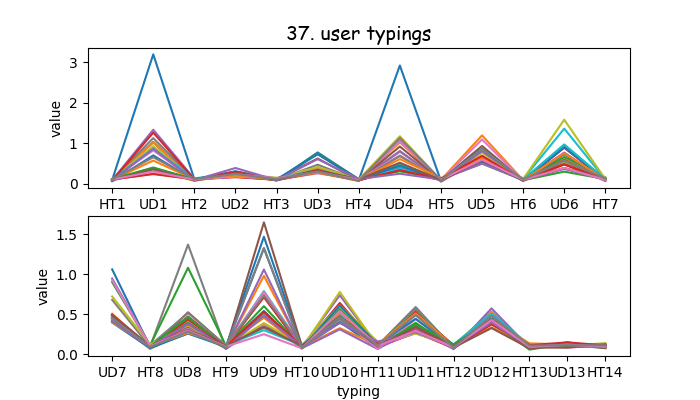 37. user typings
3
2
1
0
value
HT1 UD1 HT2 UD2 HT3 UD3 HT4 UD4 HT5 UD5 HT6 UD6 HT7
1.5
1.0
0.5
0.0
value
UD7 HT8 UD8 HT9 UD9 HT10 UD10 HT11 UD11 HT12 UD12 HT13 UD13 HT14
typing